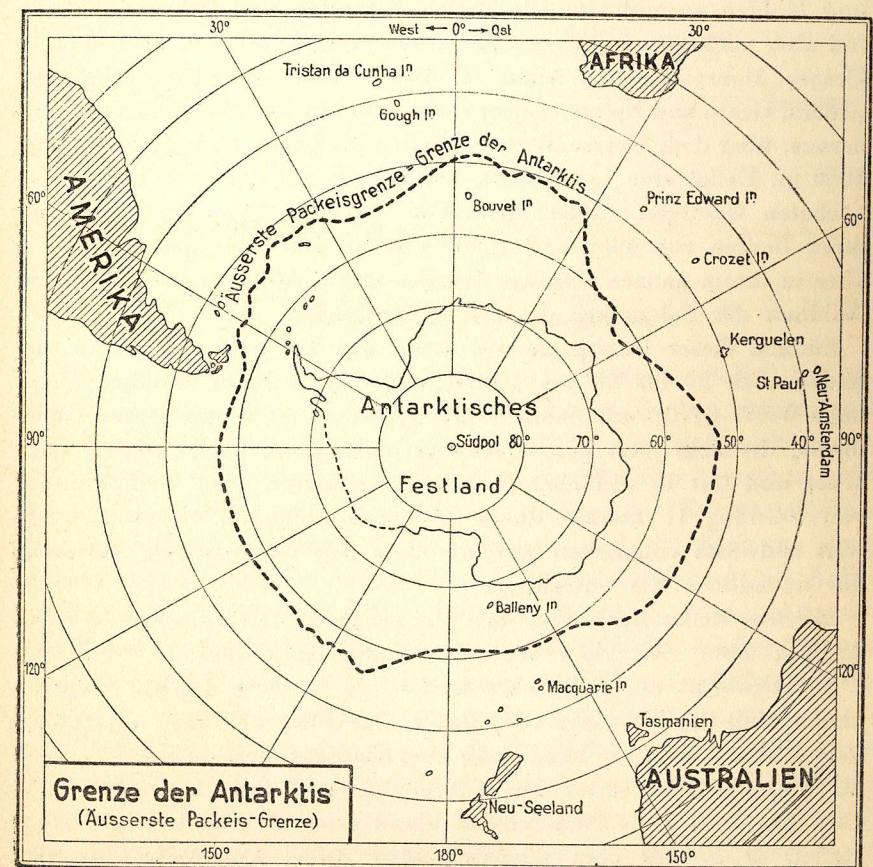 West ← 0° → Ost
30°
30°
Tristan da Cunha Iⁿ
AFRIKA
Gough Iⁿ
Äusserste Packeisgrenze - Grenze der Antarktis
60°
AMERIKA
Bouvet Iⁿ
Prinz Edward Iⁿ
60°
Crozet Iⁿ
Kerguelen
St Paul
Neu-Amsterdam
Antarktisches
90°
Südpol 80° 70° 60° 50° 40° 90°
Festland
Balleny Iⁿ
120°
120°
Macquarie Iⁿ
Tasmanien
AUSTRALIEN
Neu-Seeland
Grenze der Antarktis
(Äusserste Packeis-Grenze)
150°
180°
150°